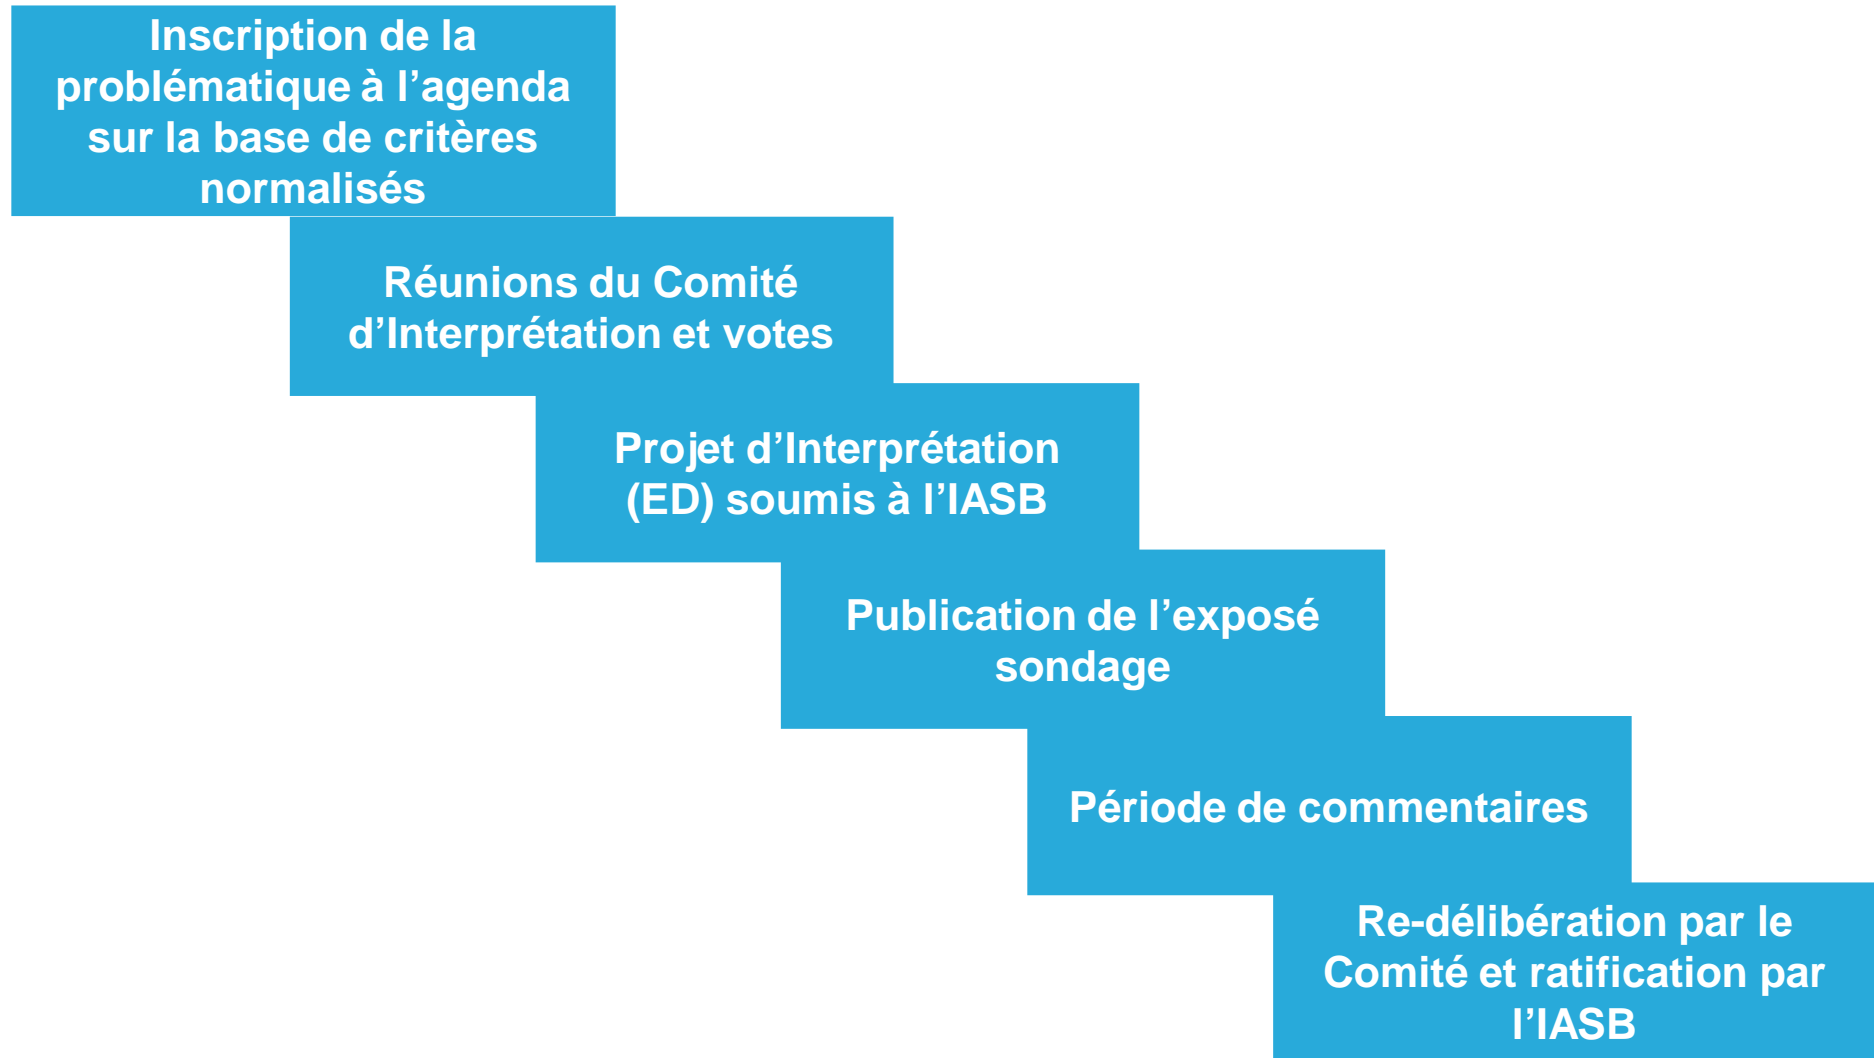 Inscription de la
problématique à l’agenda
sur la base de critères
normalisés
Réunions du Comité
d’Interprétation et votes
Projet d’Interprétation
(ED) soumis à l’IASB
Publication de l’exposé
sondage
Période de commentaires
Re-délibération par le
Comité et ratification par
l’IASB